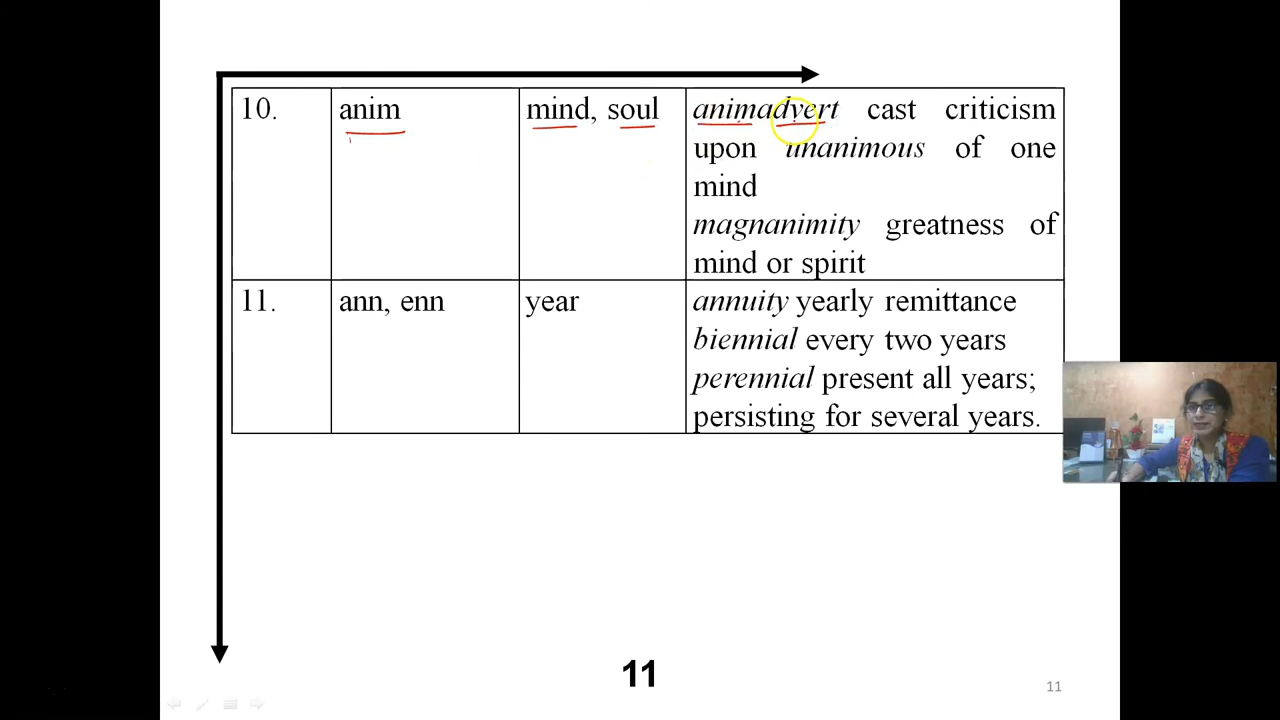 10. anim mind, soul animadvert cast criticism
upon unanimous of one
mind
magnanimity greatness of
mind or spirit
11. ann, enn year annuity yearly remittance
biennial every two years
perennial present all years;
persisting for several years.
11
11